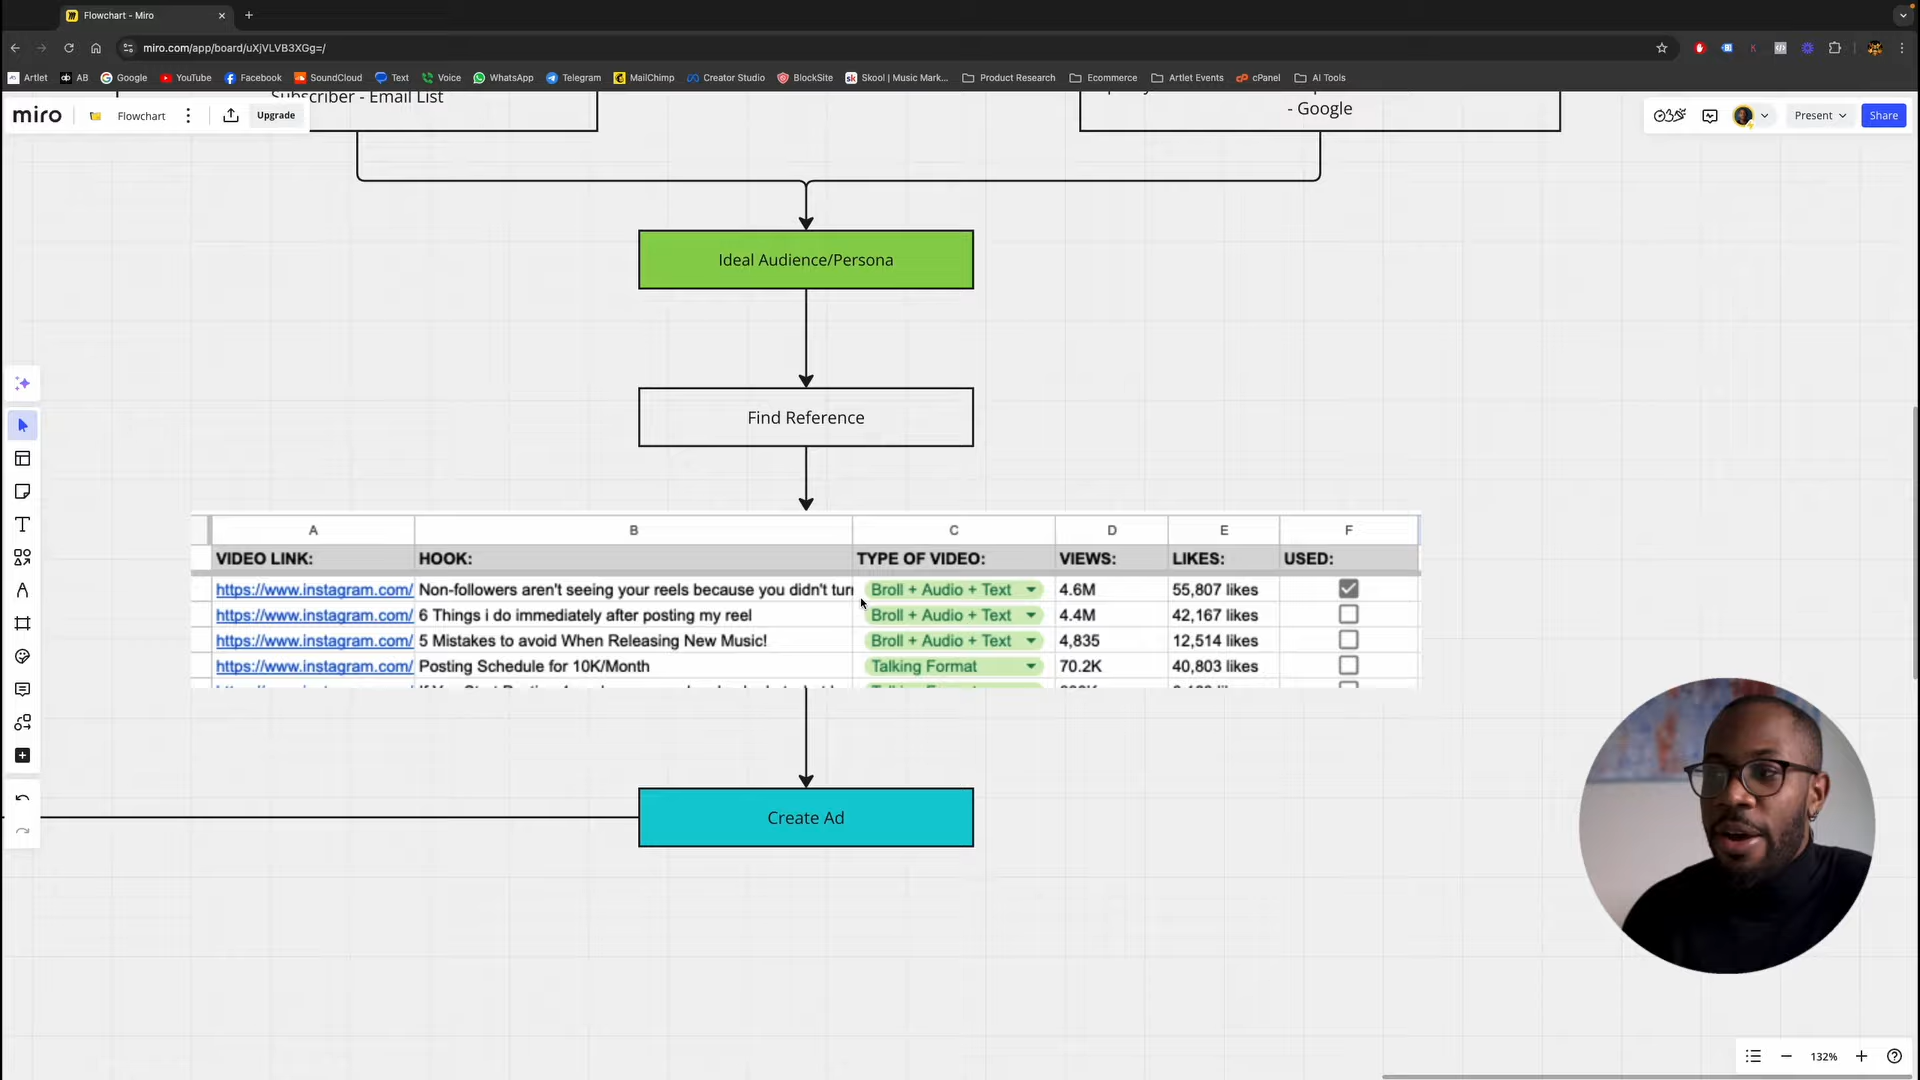 Flowchart - Miro
miro.com/app/board/uXjVLVB3XGg=/
Artlet AB Google YouTube Facebook SoundCloud Text Voice WhatsApp Telegram MailChimp Creator Studio BlockSite Skool | Music Mark... Product Research Ecommerce Artlet Events cPanel AI Tools
Subscriber - Email List
- Google
miro Flowchart Upgrade
Present Share
Ideal Audience/Persona
Find Reference
A B C D E F
VIDEO LINK: HOOK: TYPE OF VIDEO: VIEWS: LIKES: USED:
https://www.instagram.com/ Non-followers aren't seeing your reels because you didn't turn Broll + Audio + Text 4.6M 55,807 likes
https://www.instagram.com/ 6 Things i do immediately after posting my reel Broll + Audio + Text 4.4M 42,167 likes
https://www.instagram.com/ 5 Mistakes to avoid When Releasing New Music! Broll + Audio + Text 4,835 12,514 likes
https://www.instagram.com/ Posting Schedule for 10K/Month Talking Format 70.2K 40,803 likes
Create Ad
132%